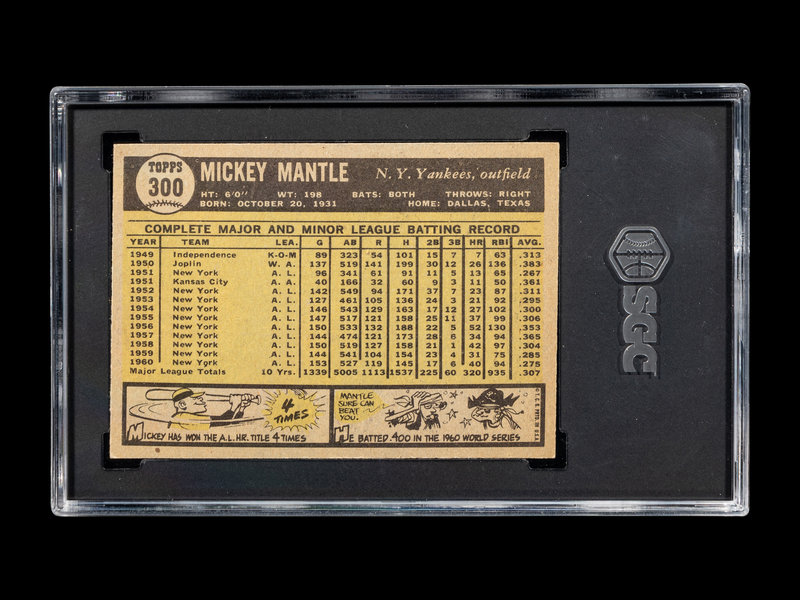 TOPPS
300
MICKEY MANTLE N. Y. Yankees, outfield
HT: 6'0" WT: 198 BATS: BOTH THROWS: RIGHT
BORN: OCTOBER 20, 1931 HOME: DALLAS, TEXAS
COMPLETE MAJOR AND MINOR LEAGUE BATTING RECORD
YEAR TEAM LEA. G AB R H 2B 3B HR RBI AVG.
1949 Independence K-O-M 89 323 54 101 15 7 7 63 .313
1950 Joplin W. A. 137 519 141 199 30 12 26 136 .383
1951 New York A. L. 96 341 61 91 11 5 13 65 .267
1951 Kansas City A. A. 40 166 32 60 9 3 11 50 .361
1952 New York A. L. 142 549 94 171 37 7 23 87 .311
1953 New York A. L. 127 461 105 136 24 3 21 92 .295
1954 New York A. L. 146 543 129 163 17 12 27 102 .300
1955 New York A. L. 147 517 121 158 25 11 37 99 .306
1956 New York A. L. 150 533 132 188 22 5 52 130 .353
1957 New York A. L. 144 474 121 173 28 6 34 94 .365
1958 New York A. L. 150 519 127 158 21 1 42 97 .304
1959 New York A. L. 144 541 104 154 23 4 31 75 .285
1960 New York A. L. 153 527 119 145 17 6 40 94 .275
Major League Totals 10 Yrs. 1339 5005 1113 1537 225 60 320 935 .307
4
TIMES
MICKEY HAS WON THE A.L. HR. TITLE 4 TIMES
MANTLE
SURE CAN
BEAT
YOU.
HE BATTED .400 IN THE 1960 WORLD SERIES
© T.C.G. PRTD. IN U.S.A.
SGC